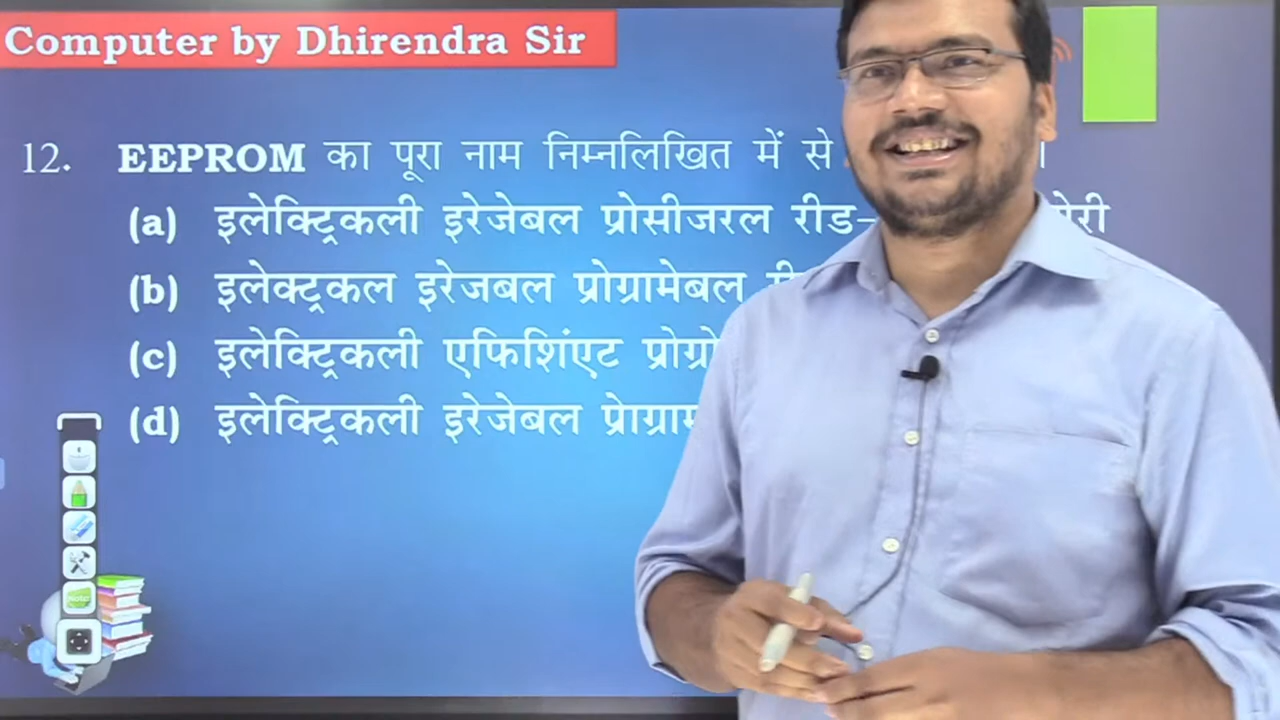 Computer by Dhirendra Sir
12. EEPROM का पूरा नाम निम्नलिखित में से
(a) इलेक्ट्रिकली इरेजेबल प्रोसीजरल रीड-
(b) इलेक्ट्रिकल इरेजबल प्रोग्रामेबल
(c) इलेक्ट्रिकली एफिशिंएट
(d) इलेक्ट्रिकली इरेजेबल